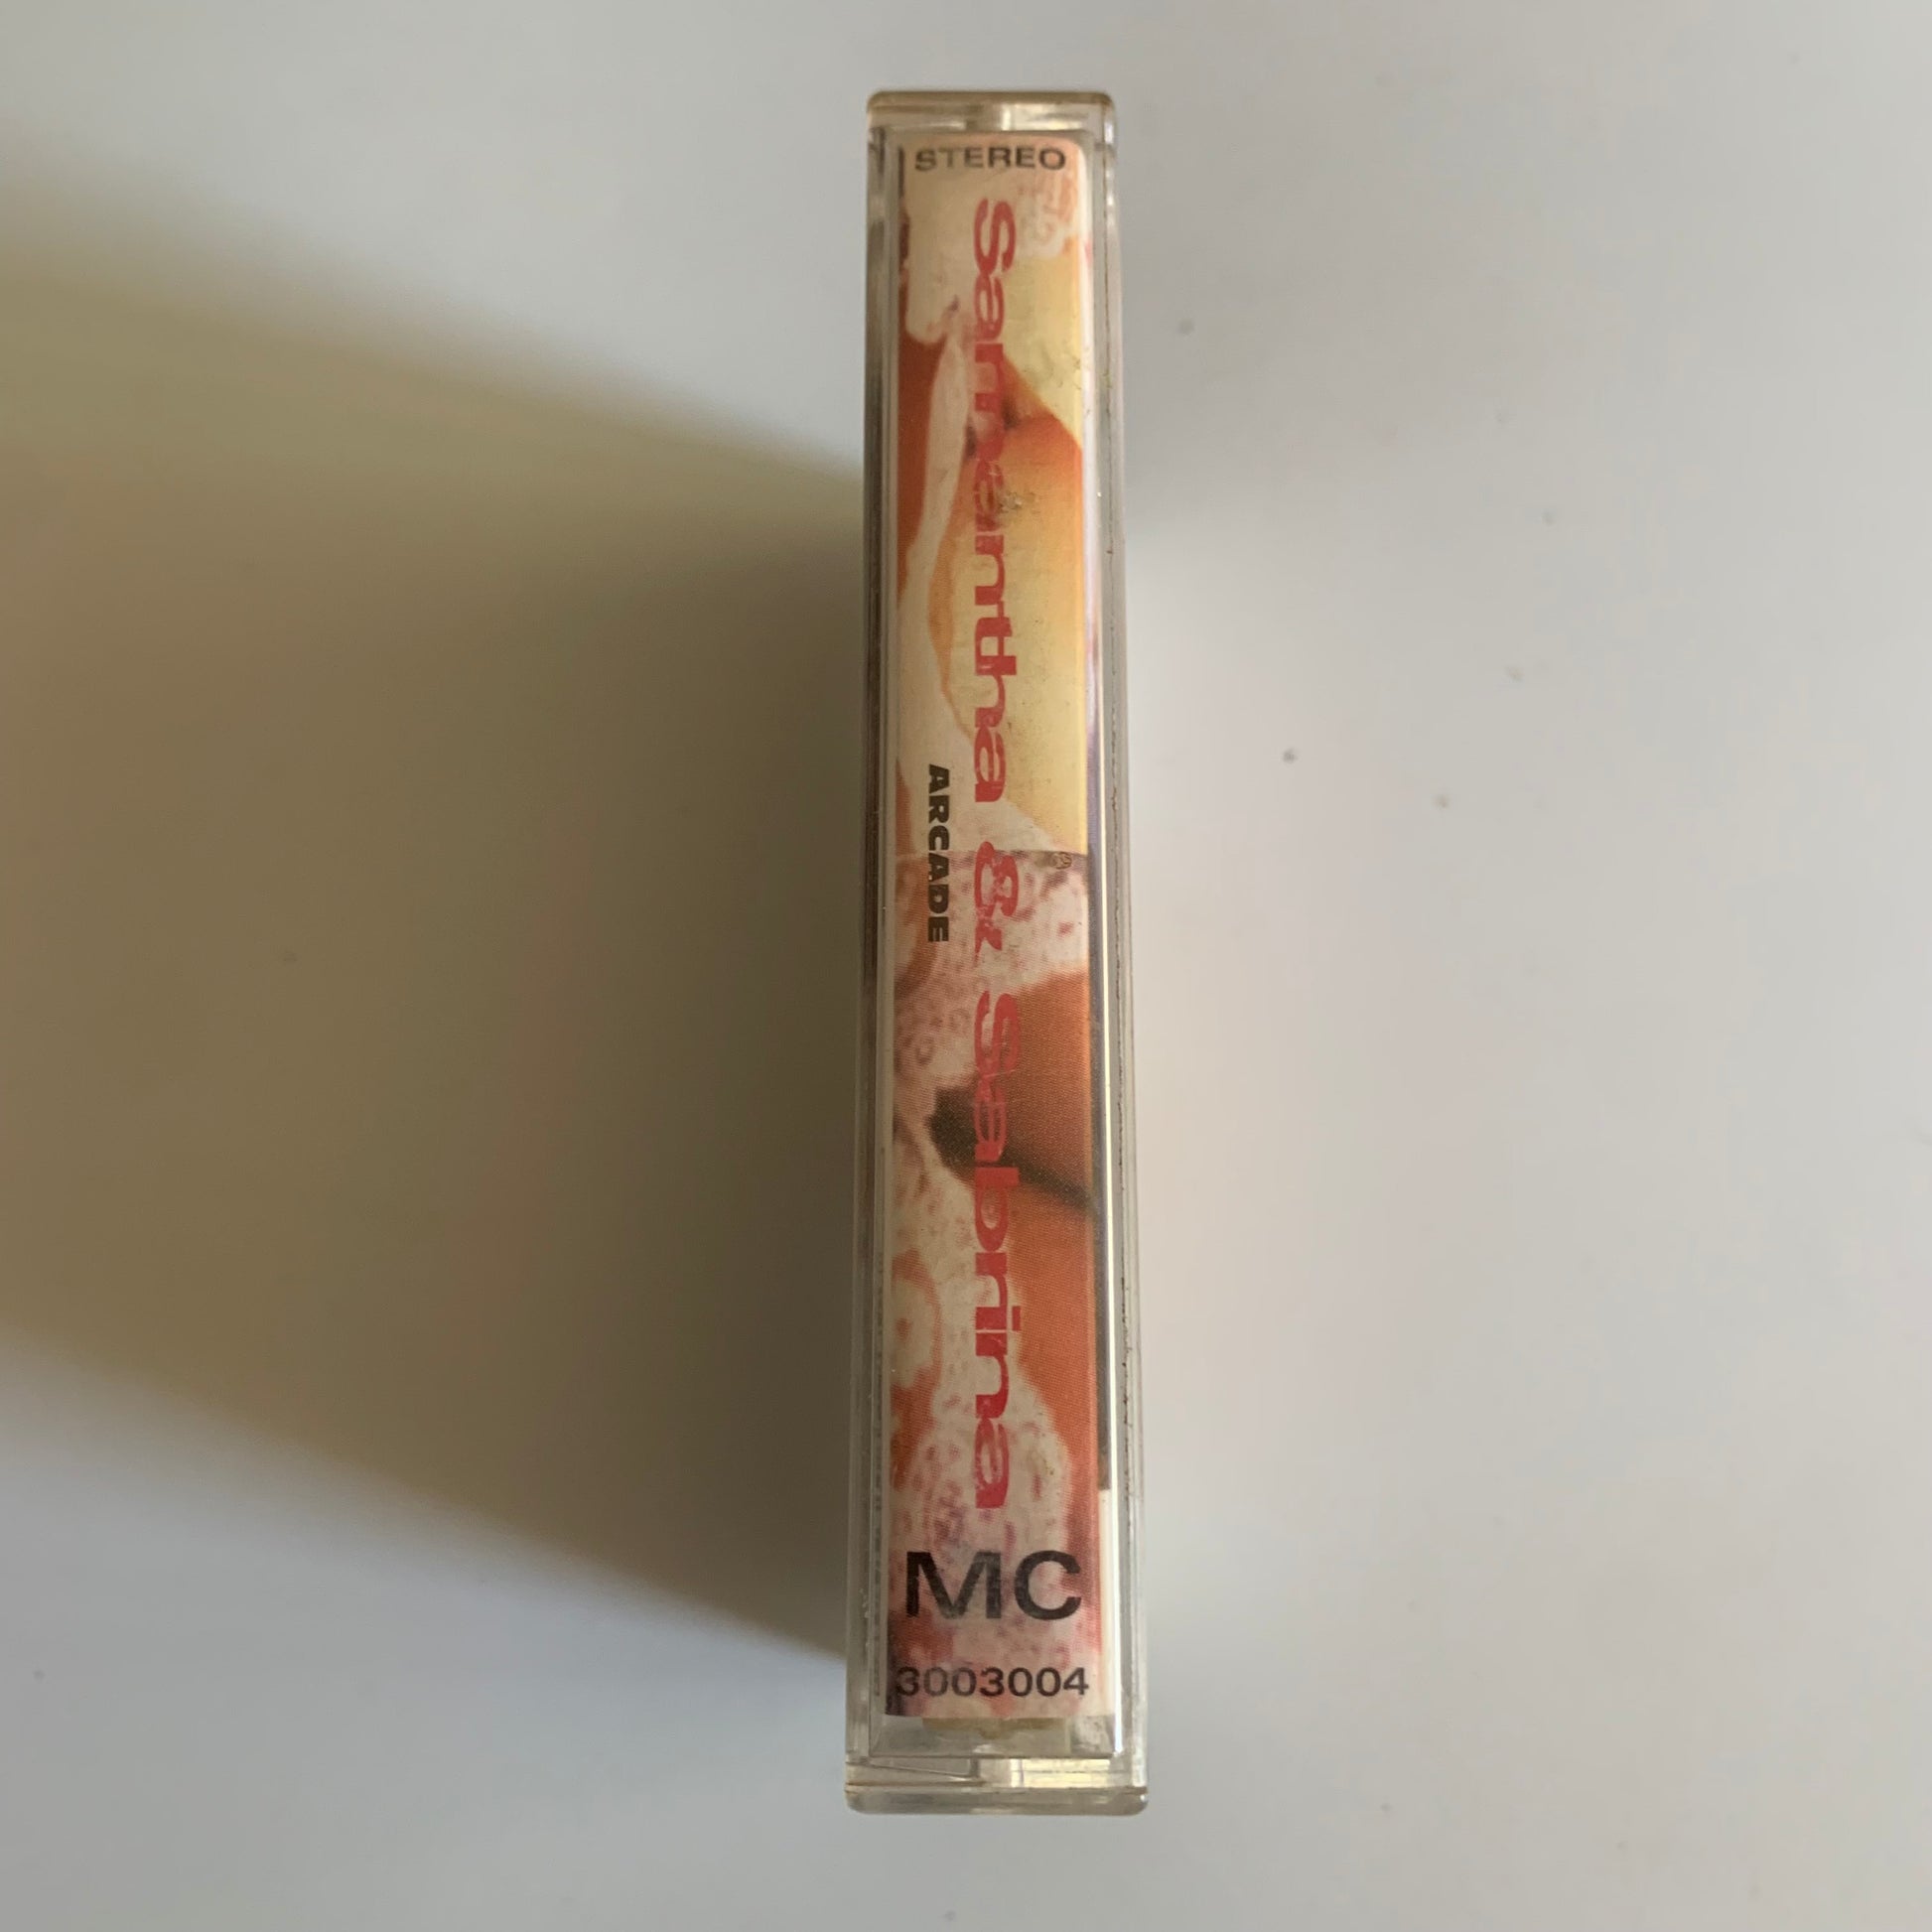 STEREO
Samantha & Sabrina
ARCADE
MC
3003004